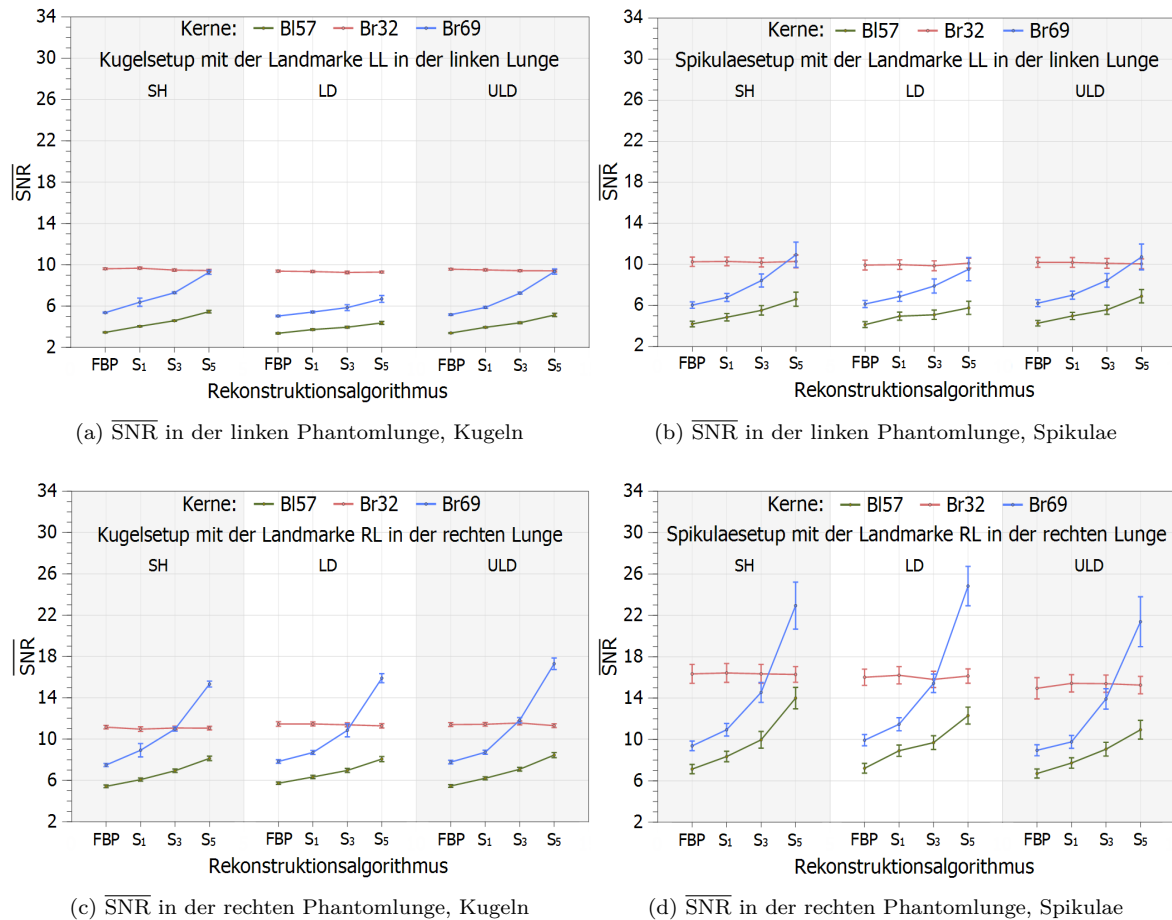 Kerne: Bl57 Br32 Br69
Kugelsetup mit der Landmarke LL in der linken Lunge
SH LD ULD
34
30
26
22
18
14
10
6
2
SNR
FBP S₁ S₃ S₅ FBP S₁ S₃ S₅ FBP S₁ S₃ S₅
Rekonstruktionsalgorithmus
(a) SNR in der linken Phantomlunge, Kugeln
Kerne: Bl57 Br32 Br69
Spikulaesetup mit der Landmarke LL in der linken Lunge
SH LD ULD
34
30
26
22
18
14
10
6
2
SNR
FBP S₁ S₃ S₅ FBP S₁ S₃ S₅ FBP S₁ S₃ S₅
Rekonstruktionsalgorithmus
(b) SNR in der linken Phantomlunge, Spikulae
Kerne: Bl57 Br32 Br69
Kugelsetup mit der Landmarke RL in der rechten Lunge
SH LD ULD
34
30
26
22
18
14
10
6
2
SNR
FBP S₁ S₃ S₅ FBP S₁ S₃ S₅ FBP S₁ S₃ S₅
Rekonstruktionsalgorithmus
(c) SNR in der rechten Phantomlunge, Kugeln
Kerne: Bl57 Br32 Br69
Spikulaesetup mit der Landmarke RL in der rechten Lunge
SH LD ULD
34
30
26
22
18
14
10
6
2
SNR
FBP S₁ S₃ S₅ FBP S₁ S₃ S₅ FBP S₁ S₃ S₅
Rekonstruktionsalgorithmus
(d) SNR in der rechten Phantomlunge, Spikulae